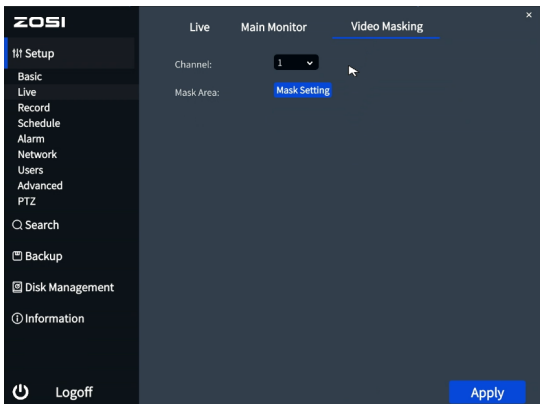 ZOSI
Live Main Monitor Video Masking ×
Setup
Channel: 1
Basic
Live
Mask Area: Mask Setting
Record
Schedule
Alarm
Network
Users
Advanced
PTZ
Search
Backup
Disk Management
Information
Logoff
Apply